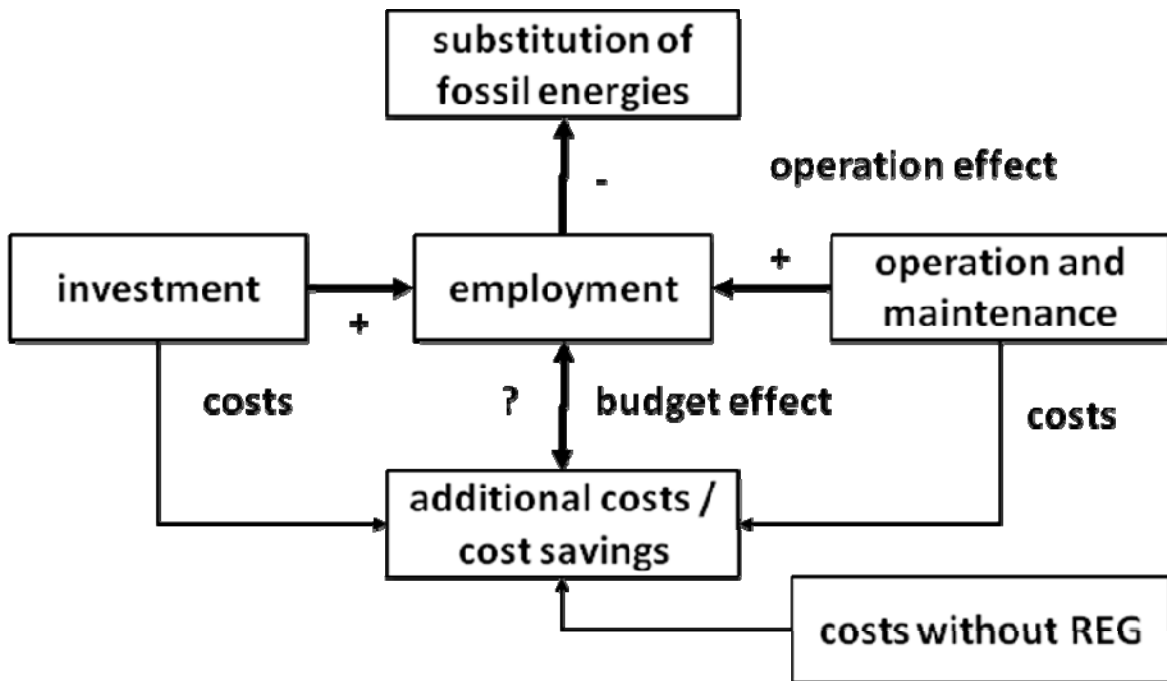 substitution of
fossil energies
-
operation effect
investment
+
employment
+
operation and
maintenance
costs
?
budget effect
costs
additional costs /
cost savings
costs without REG